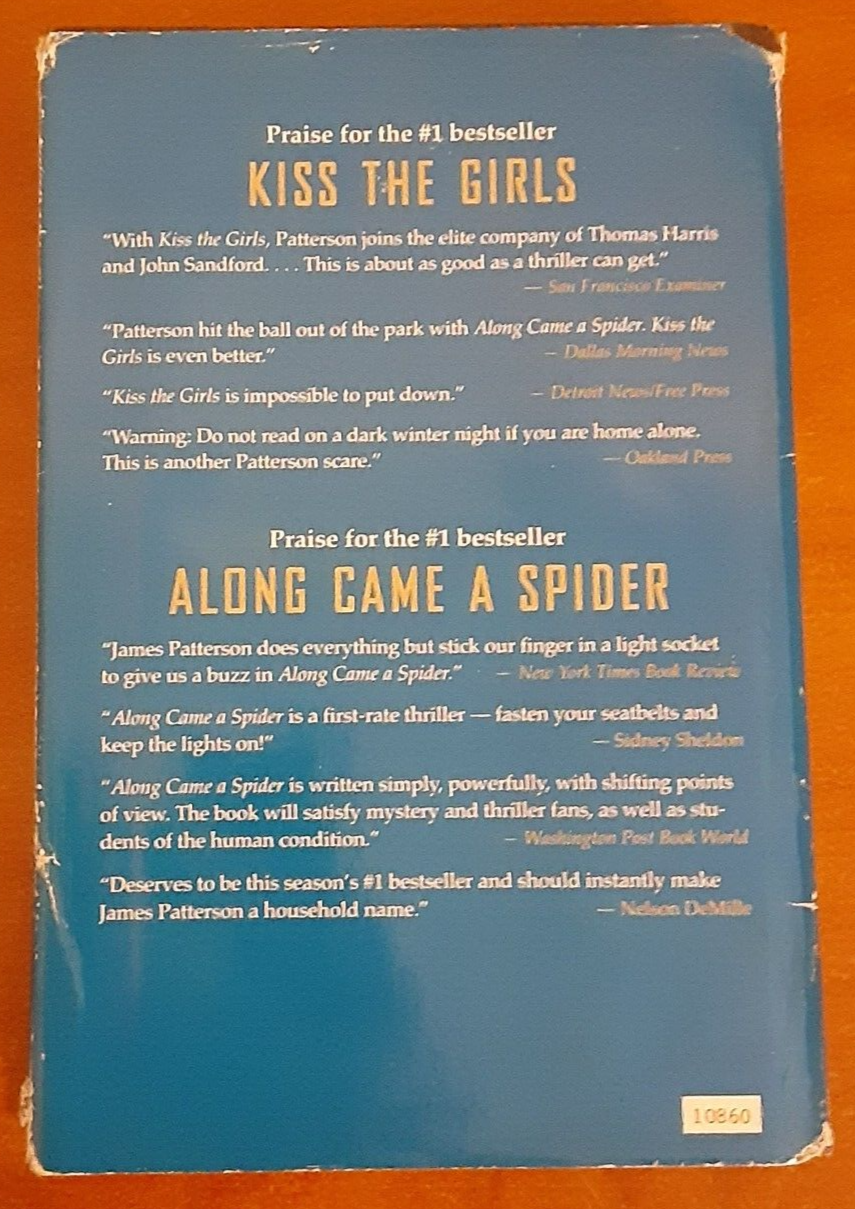 Praise for the #1 bestseller
KISS THE GIRLS
“With Kiss the Girls, Patterson joins the elite company of Thomas Harris
and John Sandford. . . . This is about as good as a thriller can get.”
— San Francisco Examiner
“Patterson hit the ball out of the park with Along Came a Spider. Kiss the
Girls is even better.” — Dallas Morning News
“Kiss the Girls is impossible to put down.” — Detroit News/Free Press
“Warning: Do not read on a dark winter night if you are home alone.
This is another Patterson scare.” — Oakland Press
Praise for the #1 bestseller
ALONG CAME A SPIDER
“James Patterson does everything but stick our finger in a light socket
to give us a buzz in Along Came a Spider.” — New York Times Book Review
“Along Came a Spider is a first-rate thriller — fasten your seatbelts and
keep the lights on!” — Sidney Sheldon
“Along Came a Spider is written simply, powerfully, with shifting points
of view. The book will satisfy mystery and thriller fans, as well as stu-
dents of the human condition.” — Washington Post Book World
“Deserves to be this season’s #1 bestseller and should instantly make
James Patterson a household name.” — Nelson DeMille
10860